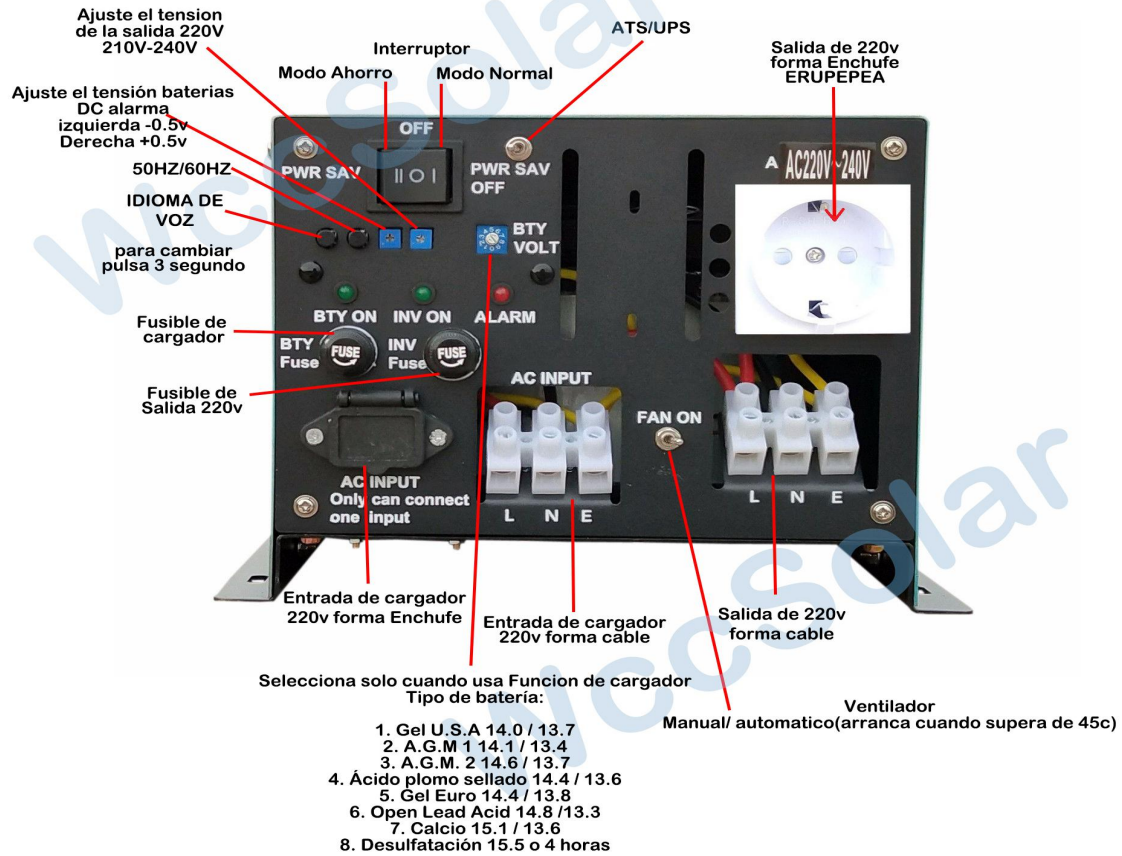 Ajuste el tension
de la salida 220V
210V-240V
Interruptor
Modo Ahorro
Modo Normal
ATS/UPS
Salida de 220v
forma Enchufe
ERUPEPEA
Ajuste el tensión baterias
DC alarma
izquierda -0.5v
Derecha +0.5v
50HZ/60HZ
IDIOMA DE
VOZ
para cambiar
pulsa 3 segundo
Fusible de
cargador
Fusible de
Salida 220v
OFF
PWR SAV
II O I
PWR SAV
OFF
A AC220V~240V
BTY
VOLT
BTY ON
INV ON
ALARM
BTY
Fuse
FUSE
INV
Fuse
FUSE
AC INPUT
FAN ON
AC INPUT
Only can connect
one input
L N E
L N E
Entrada de cargador
220v forma Enchufe
Entrada de cargador
220v forma cable
Salida de 220v
forma cable
Selecciona solo cuando usa Funcion de cargador
Tipo de batería:
1. Gel U.S.A 14.0 / 13.7
2. A.G.M 1 14.1 / 13.4
3. A.G.M. 2 14.6 / 13.7
4. Ácido plomo sellado 14.4 / 13.6
5. Gel Euro 14.4 / 13.8
6. Open Lead Acid 14.8 /13.3
7. Calcio 15.1 / 13.6
8. Desulfatación 15.5 o 4 horas
Ventilador
Manual/ automatico(arranca cuando supera de 45c)
WccSolar
WccSolar